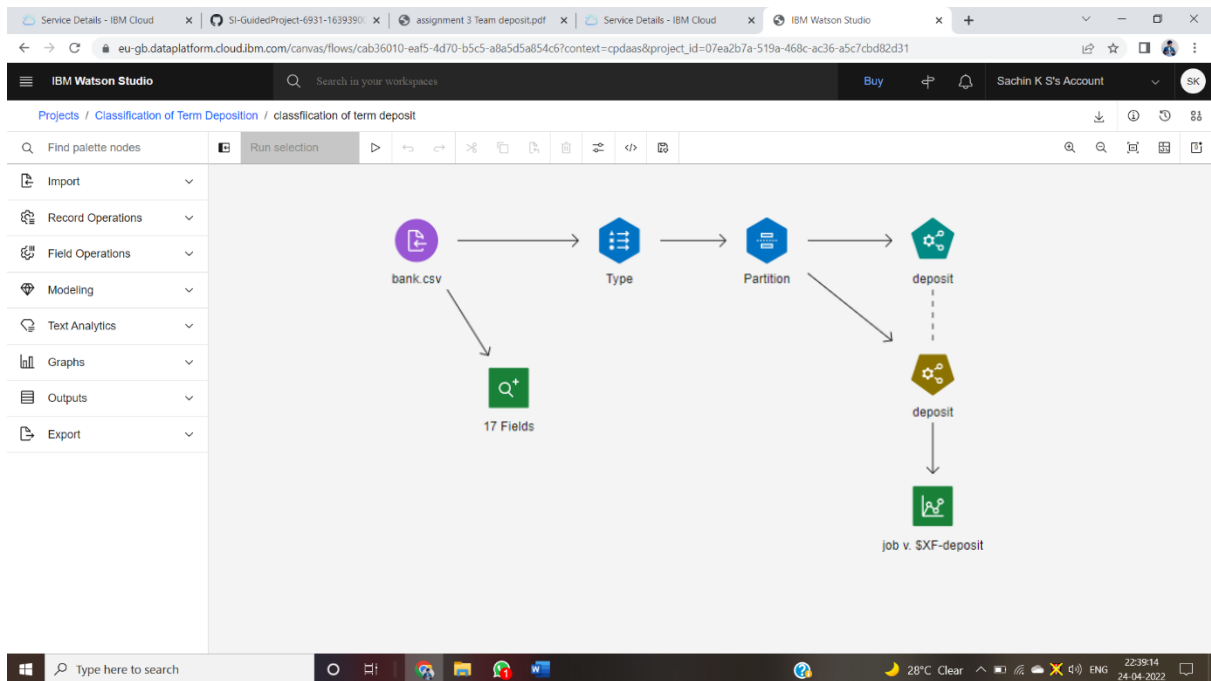 Service Details - IBM Cloud
SI-GuidedProject-6931-1639390
assignment 3 Team deposit.pdf
Service Details - IBM Cloud
IBM Watson Studio
eu-gb.dataplatform.cloud.ibm.com/canvas/flows/cab36010-eaf5-4d70-b5c5-a8a5d5a854c6?context=cpdaas&project_id=07ea2b7a-519a-468c-ac36-a5c7cbd82d31
IBM Watson Studio
Search in your workspaces
Buy
Sachin K S's Account
SK
Projects / Classification of Term Deposition / classfiication of term deposit
Find palette nodes
Run selection
Import
Record Operations
Field Operations
Modeling
Text Analytics
Graphs
Outputs
Export
bank.csv
Type
Partition
deposit
17 Fields
deposit
job v. $XF-deposit
Type here to search
28°C Clear
ENG
22:39:14
24-04-2022